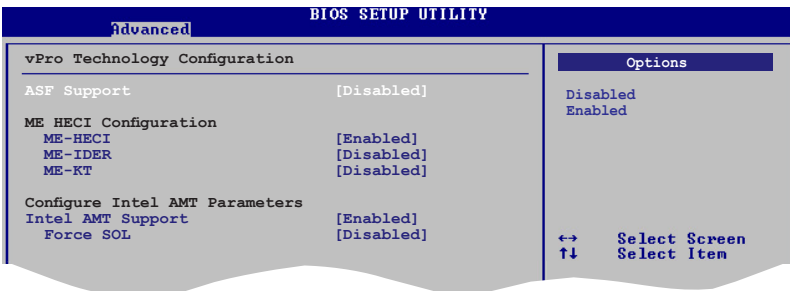 BIOS SETUP UTILITY
Advanced
vPro Technology Configuration
ASF Support [Disabled]
ME HECI Configuration
ME-HECI [Enabled]
ME-IDER [Disabled]
ME-KT [Disabled]
Configure Intel AMT Parameters
Intel AMT Support [Enabled]
Force SOL [Disabled]
Options
Disabled
Enabled
←→ Select Screen
↑↓ Select Item